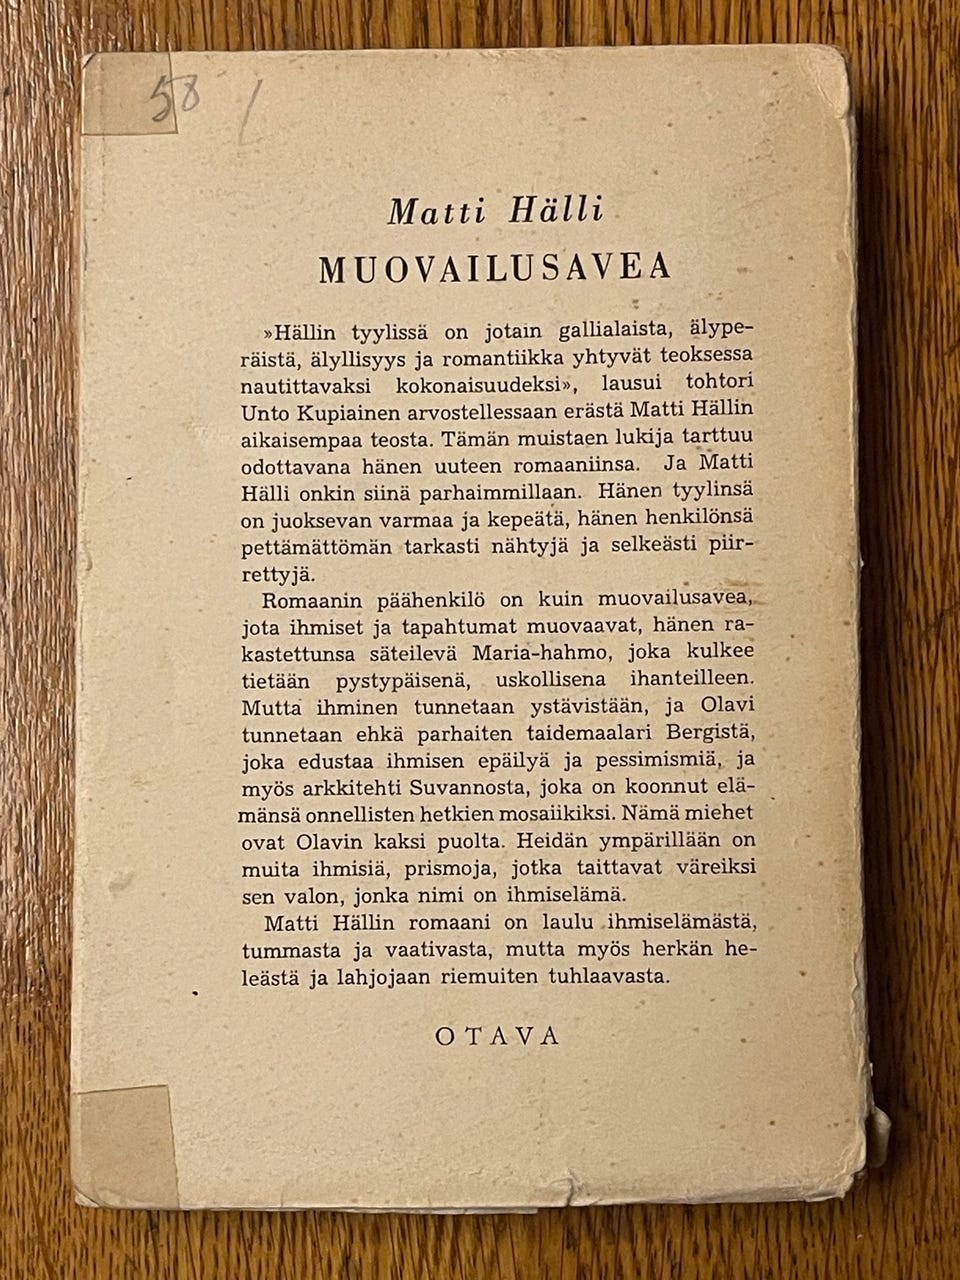 58 /
Matti Hälli
MUOVAILUSAVEA
»Hällin tyylissä on jotain gallialaista, älype-
räistä, älyllisyys ja romantiikka yhtyvät teoksessa
nautittavaksi kokonaisuudeksi», lausui tohtori
Unto Kupiainen arvostellessaan erästä Matti Hällin
aikaisempaa teosta. Tämän muistaen lukija tarttuu
odottavana hänen uuteen romaaniinsa. Ja Matti
Hälli onkin siinä parhaimmillaan. Hänen tyylinsä
on juoksevan varmaa ja kepeätä, hänen henkilönsä
pettämättömän tarkasti nähtyjä ja selkeästi piir-
rettyjä.
Romaanin päähenkilö on kuin muovailusavea,
jota ihmiset ja tapahtumat muovaavat, hänen ra-
kastettunsa säteilevä Maria-hahmo, joka kulkee
tietään pystypäisenä, uskollisena ihanteilleen.
Mutta ihminen tunnetaan ystävistään, ja Olavi
tunnetaan ehkä parhaiten taidemaalari Bergistä,
joka edustaa ihmisen epäilyä ja pessimismiä, ja
myös arkkitehti Suvannosta, joka on koonnut elä-
mänsä onnellisten hetkien mosaiikiksi. Nämä miehet
ovat Olavin kaksi puolta. Heidän ympärillään on
muita ihmisiä, prismoja, jotka taittavat väreiksi
sen valon, jonka nimi on ihmiselämä.
Matti Hällin romaani on laulu ihmiselämästä,
tummasta ja vaativasta, mutta myös herkän he-
leästä ja lahjojaan riemuiten tuhlaavasta.
OTAVA